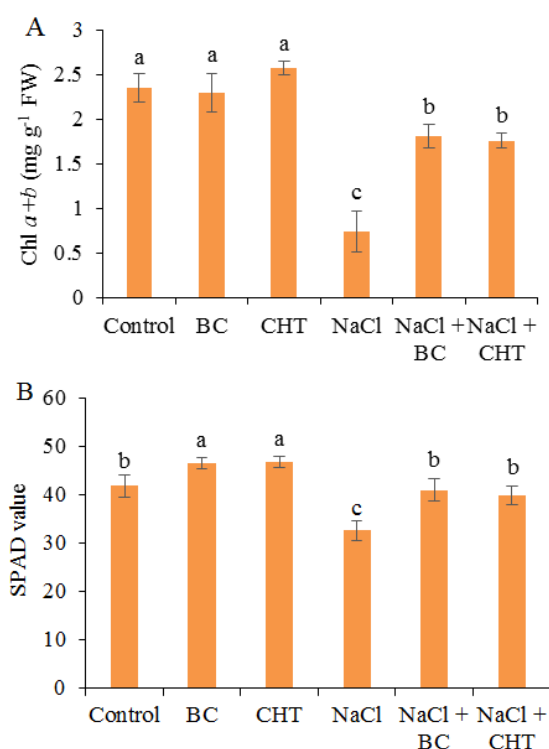 A
Chl a+b (mg g-1 FW)
3
2.5
2
1.5
1
0.5
0
a
a
a
c
b
b
Control
BC
CHT
NaCl
NaCl +
BC
NaCl +
CHT
B
SPAD value
60
50
40
30
20
10
0
b
a
a
c
b
b
Control
BC
CHT
NaCl
NaCl +
BC
NaCl +
CHT